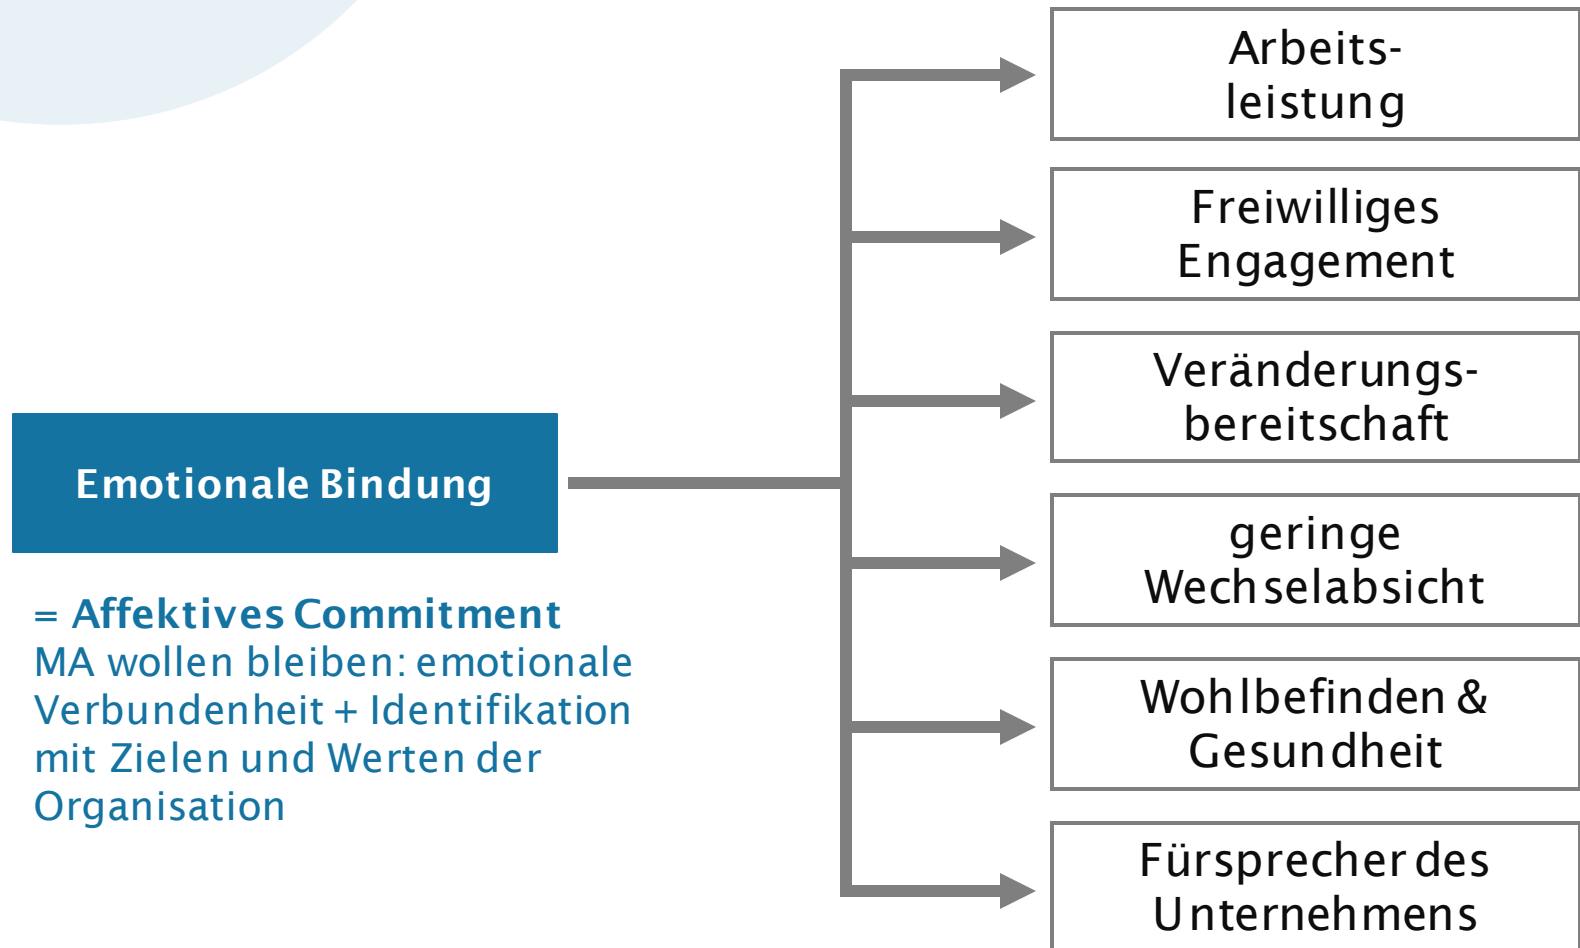 Arbeits-
leistung
Freiwilliges
Engagement
Veränderungs-
bereitschaft
Emotionale Bindung
geringe
Wechselabsicht
= Affektives Commitment
MA wollen bleiben: emotionale
Verbundenheit + Identifikation
mit Zielen und Werten der
Organisation
Wohlbefinden &
Gesundheit
Fürsprecher des
Unternehmens